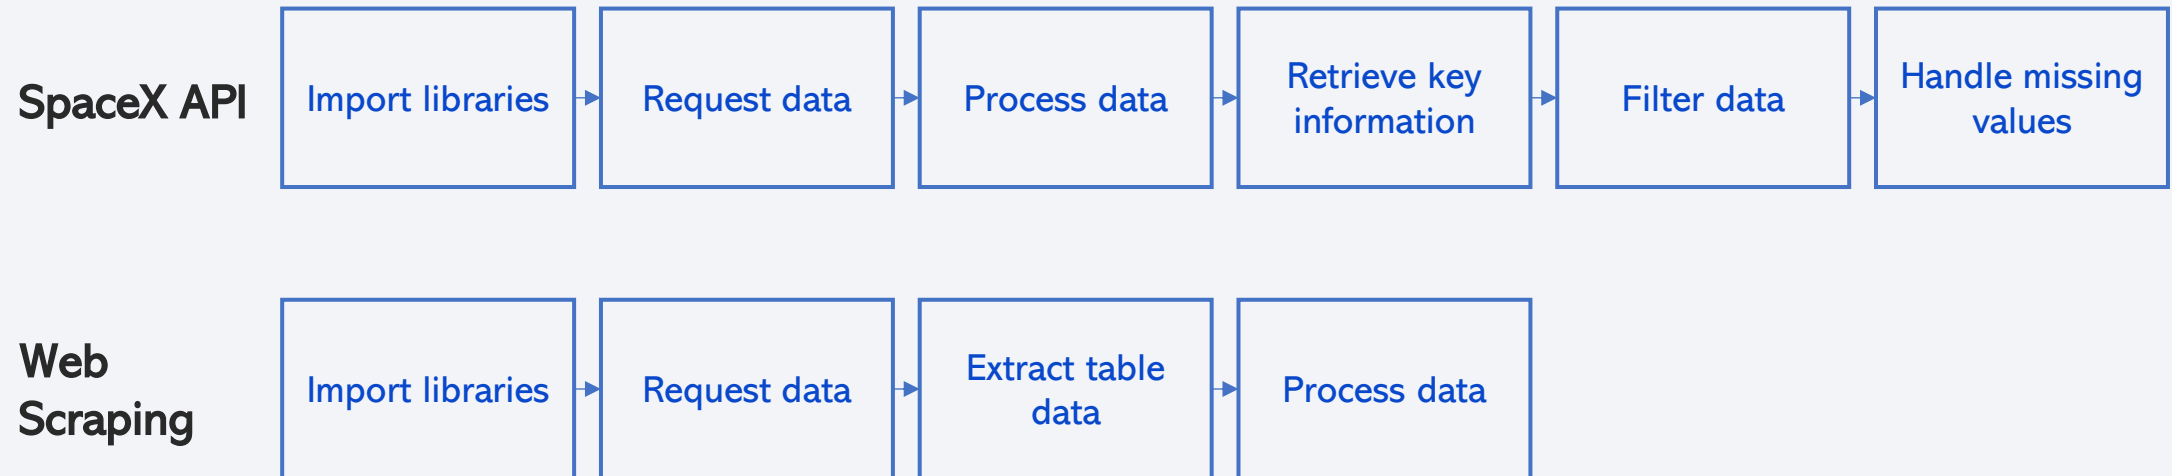 SpaceX API
Import libraries
Request data
Process data
Retrieve key
information
Filter data
Handle missing
values
Web
Scraping
Import libraries
Request data
Extract table
data
Process data